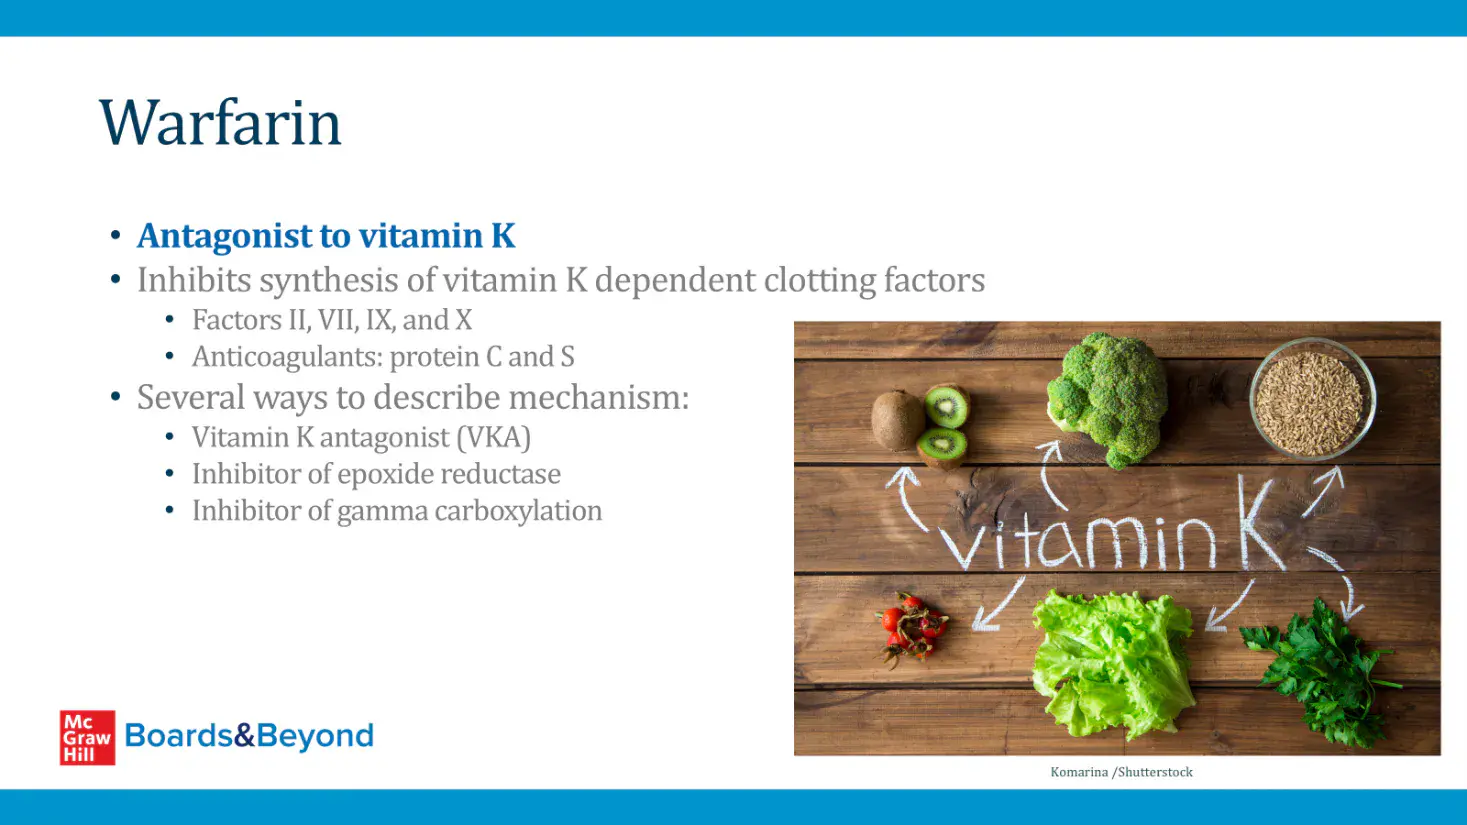 Warfarin
• Antagonist to vitamin K
• Inhibits synthesis of vitamin K dependent clotting factors
• Factors II, VII, IX, and X
• Anticoagulants: protein C and S
• Several ways to describe mechanism:
• Vitamin K antagonist (VKA)
• Inhibitor of epoxide reductase
• Inhibitor of gamma carboxylation
vitamin K
Mc
Graw
Hill
Boards&Beyond
Komarina /Shutterstock